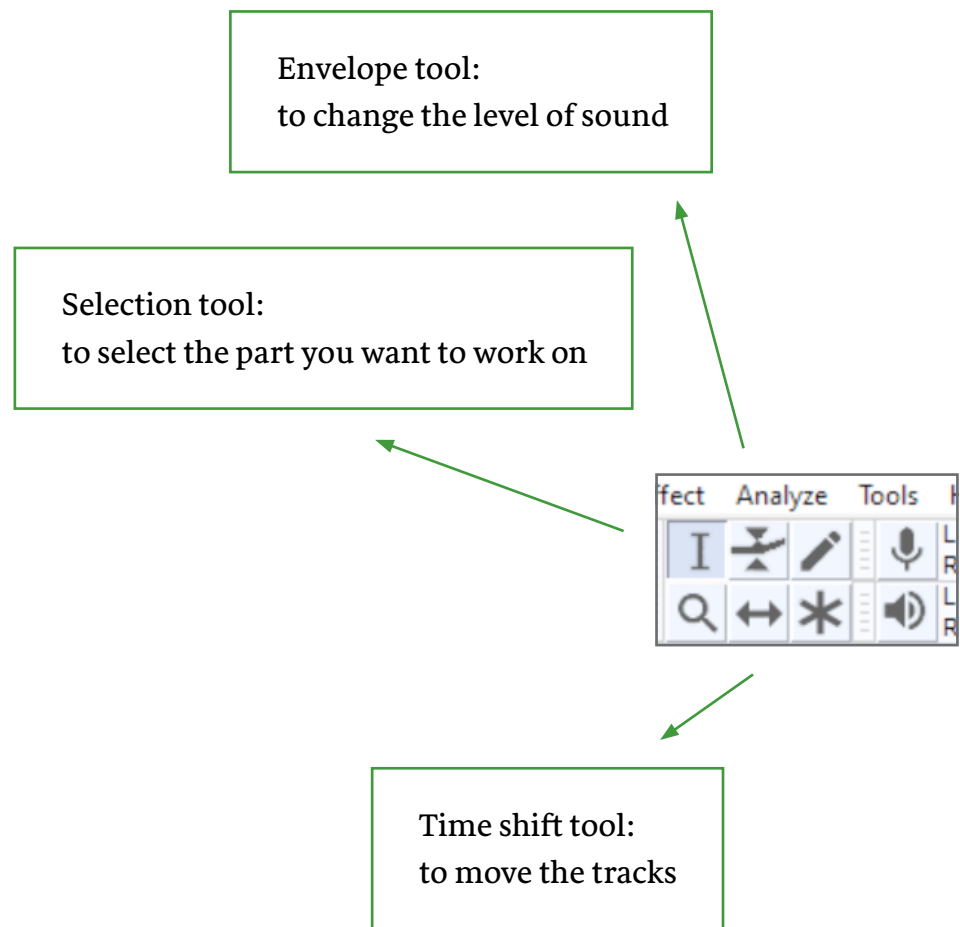 Envelope tool:
to change the level of sound
Selection tool:
to select the part you want to work on
ffect Analyze Tools
L
R
L
R
Time shift tool:
to move the tracks